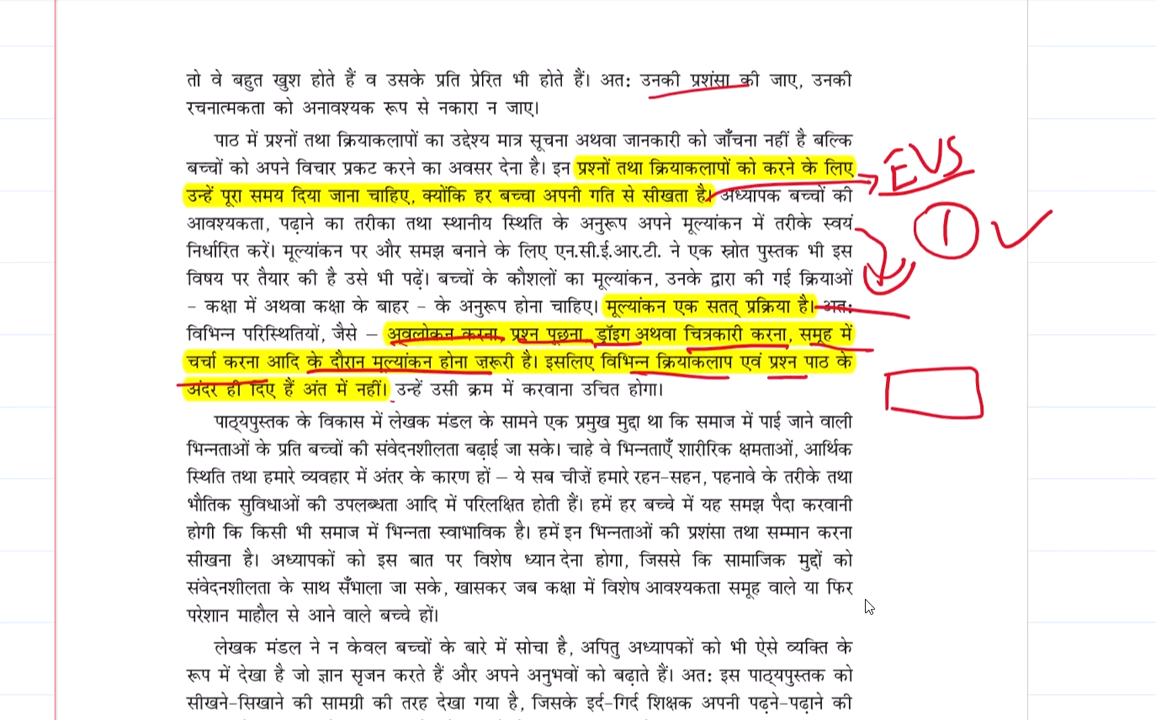 तो वे बहुत खुश होते हैं व उसके प्रति प्रेरित भी होते हैं। अत: उनकी प्रशंसा की जाए, उनकी
रचनात्मकता को अनावश्यक रूप से नकारा न जाए।
पाठ में प्रश्नों तथा क्रियाकलापों का उद्देश्य मात्र सूचना अथवा जानकारी को जाँचना नहीं है बल्कि
बच्चों को अपने विचार प्रकट करने का अवसर देना है। इन प्रश्नों तथा क्रियाकलापों को करने के लिए
उन्हें पूरा समय दिया जाना चाहिए, क्योंकि हर बच्चा अपनी गति से सीखता है। अध्यापक बच्चों की
EVS
आवश्यकता, पढ़ाने का तरीका तथा स्थानीय स्थिति के अनुरूप अपने मूल्यांकन में तरीके स्वयं
1
निर्धारित करें। मूल्यांकन पर और समझ बनाने के लिए एन.सी.ई.आर.टी. ने एक स्रोत पुस्तक भी इस
विषय पर तैयार की है उसे भी पढ़ें। बच्चों के कौशलों का मूल्यांकन, उनके द्वारा की गई क्रियाओं
– कक्षा में अथवा कक्षा के बाहर – के अनुरूप होना चाहिए। मूल्यांकन एक सतत् प्रक्रिया है। अत:
विभिन्न परिस्थितियों, जैसे – अवलोकन करना, प्रश्न पूछना, ड्रॉइग अथवा चित्रकारी करना, समूह में
चर्चा करना आदि के दौरान मूल्यांकन होना ज़रूरी है। इसलिए विभिन्न क्रियाकलाप एवं प्रश्न पाठ के
अंदर ही दिए हैं अंत में नहीं। उन्हें उसी क्रम में करवाना उचित होगा।
पाठ्यपुस्तक के विकास में लेखक मंडल के सामने एक प्रमुख मुद्दा था कि समाज में पाई जाने वाली
भिन्नताओं के प्रति बच्चों की संवेदनशीलता बढ़ाई जा सके। चाहे वे भिन्नताएँ शारीरिक क्षमताओं, आर्थिक
स्थिति तथा हमारे व्यवहार में अंतर के कारण हों – ये सब चीज़ें हमारे रहन-सहन, पहनावे के तरीके तथा
भौतिक सुविधाओं की उपलब्धता आदि में परिलक्षित होती हैं। हमें हर बच्चे में यह समझ पैदा करवानी
होगी कि किसी भी समाज में भिन्नता स्वाभाविक है। हमें इन भिन्नताओं की प्रशंसा तथा सम्मान करना
सीखना है। अध्यापकों को इस बात पर विशेष ध्यान देना होगा, जिससे कि सामाजिक मुद्दों को
संवेदनशीलता के साथ सँभाला जा सके, खासकर जब कक्षा में विशेष आवश्यकता समूह वाले या फिर
परेशान माहौल से आने वाले बच्चे हों।
लेखक मंडल ने न केवल बच्चों के बारे में सोचा है, अपितु अध्यापकों को भी ऐसे व्यक्ति के
रूप में देखा है जो ज्ञान सृजन करते हैं और अपने अनुभवों को बढ़ाते हैं। अत: इस पाठ्यपुस्तक को
सीखने-सिखाने की सामग्री की तरह देखा गया है, जिसके इर्द-गिर्द शिक्षक अपनी पढ़ने-पढ़ाने की